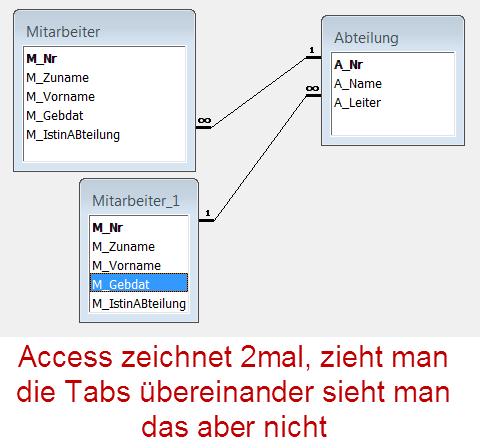 Mitarbeiter
M_Nr
M_Zuname
M_Vorname
M_Gebdat
M_IstinABteilung
Abteilung
A_Nr
A_Name
A_Leiter
1
∞
∞
1
Mitarbeiter_1
M_Nr
M_Zuname
M_Vorname
M_Gebdat
M_IstinABteilung
Access zeichnet 2mal, zieht man
die Tabs übereinander sieht man
das aber nicht